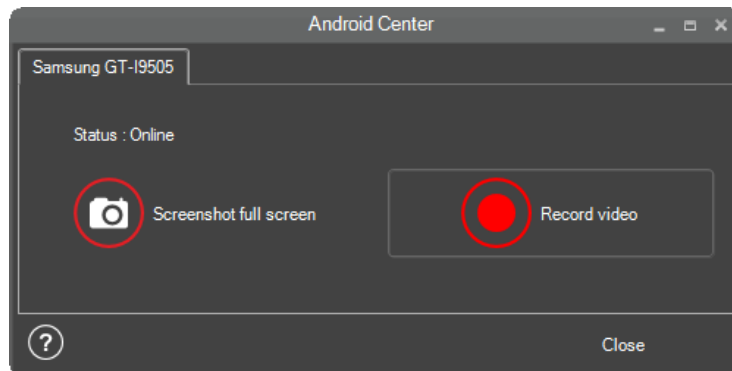 Android Center
Samsung GT-I9505
Status : Online
Screenshot full screen
Record video
?
Close